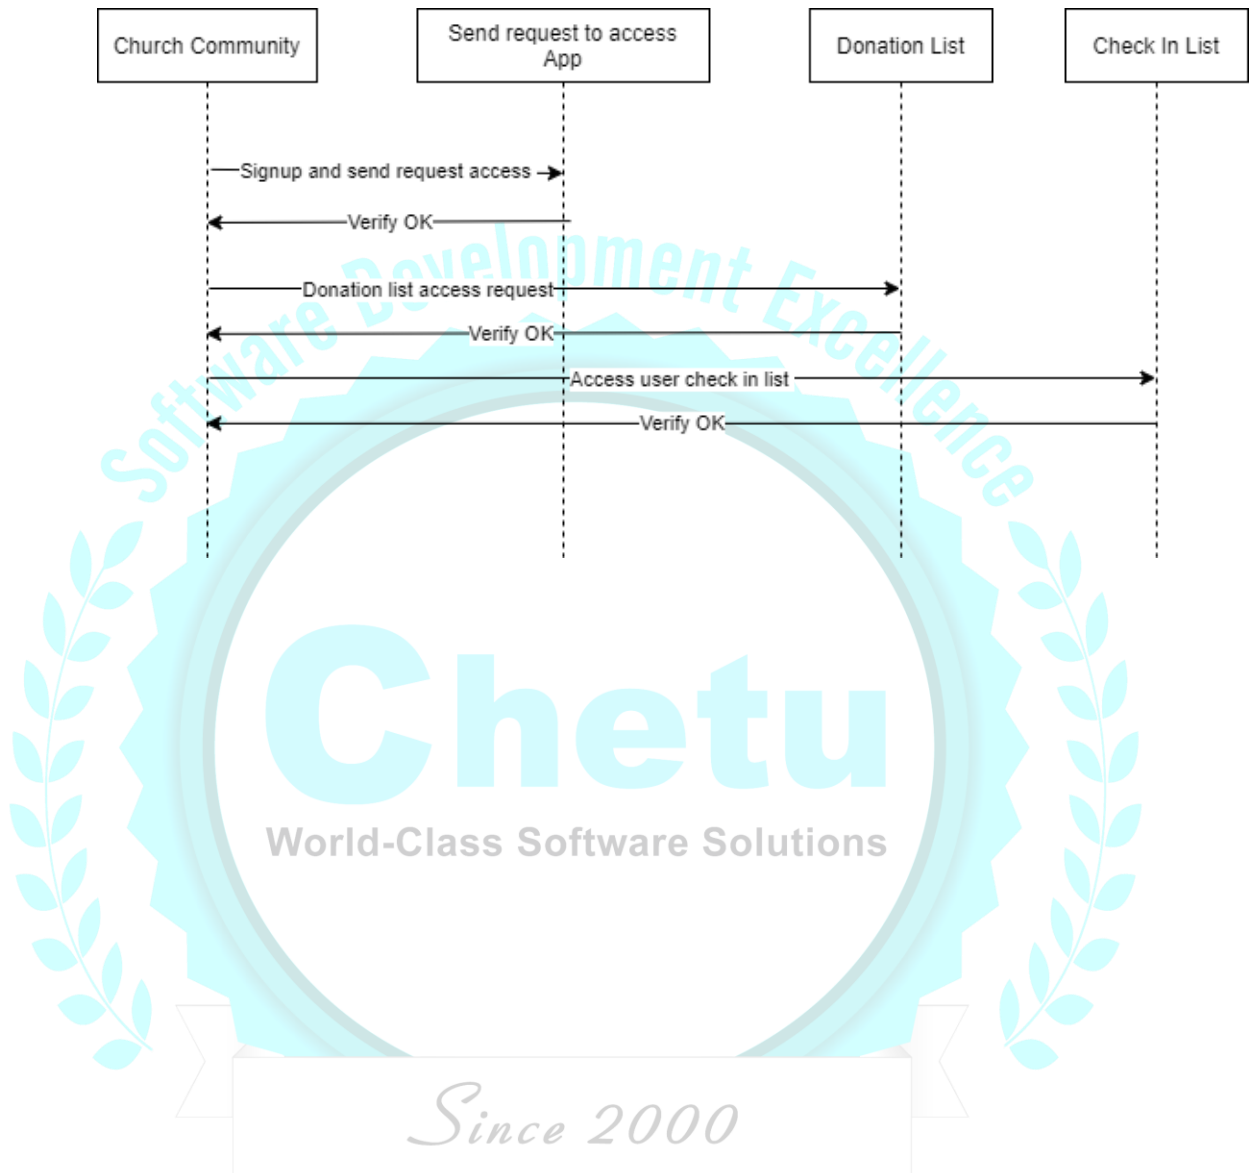 Church Community
Send request to access
App
Donation List
Check In List
Signup and send request access
Verify OK
Donation list access request
Verify OK
Access user check in list
Verify OK
Software Development Excellence
Chetu
World-Class Software Solutions
Since 2000